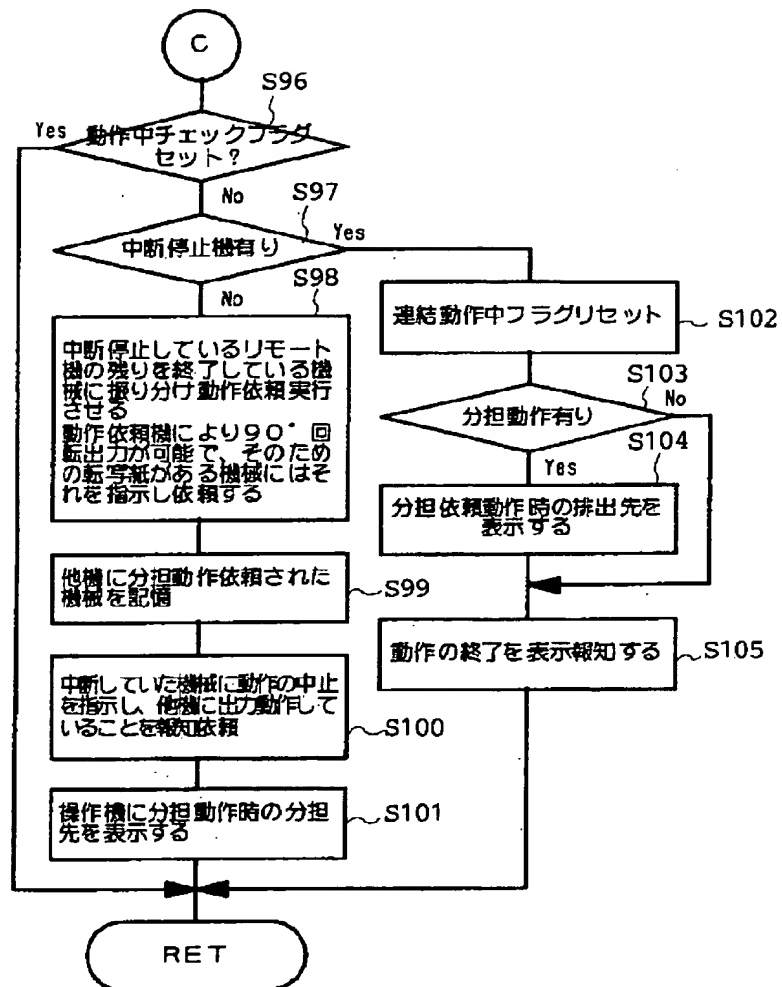 C
S96
Yes
動作中チェックフラグ
セット?
No
S97
Yes
中断停止機有り
No
S98
中断停止しているリモート
機の残りを終了している機
械に振り分け動作依頼実行
させる
動作依頼機により90°回
転出力が可能で、そのため
の転写紙がある機械にはそ
れを指示し依頼する
他機に分担動作依頼された
機械を記憶
S99
中断していた機械に動作の中止
を指示し、他機に出力動作して
いることを報知依頼
S100
操作機に分担動作時の分担
先を表示する
S101
連結動作中フラグリセット
S102
S103
No
分担動作有り
S104
Yes
分担依頼動作時の排出先を
表示する
動作の終了を表示報知する
S105
RET